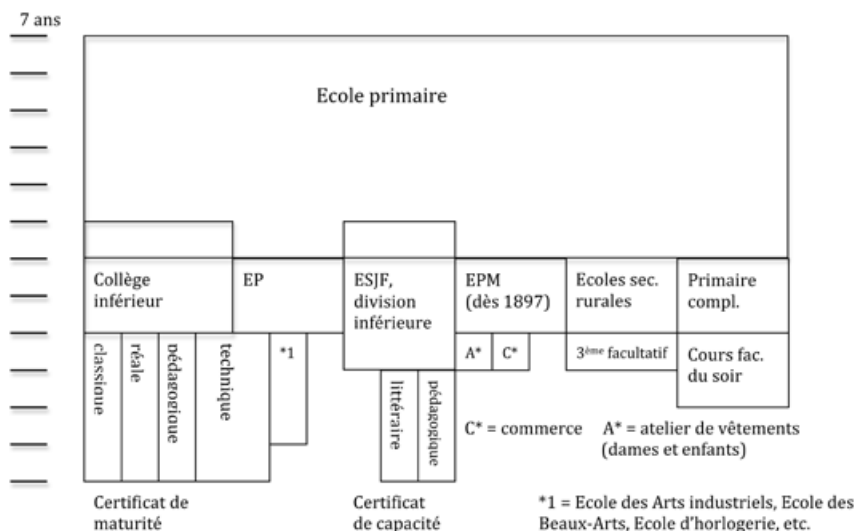 7 ans
Ecole primaire
Collège
inférieur
EP
ESJF,
division
inférieure
EPM
(dès 1897)
Ecoles sec.
rurales
Primaire
compl.
classique
réale
pédagogique
technique
*1
A*
C*
3ème facultatif
Cours fac.
du soir
littéraire
pédagogique
C* = commerce
A* = atelier de vêtements
(dames et enfants)
Certificat de
maturité
Certificat
de capacité
*1 = Ecole des Arts industriels, Ecole des
Beaux-Arts, Ecole d'horlogerie, etc.